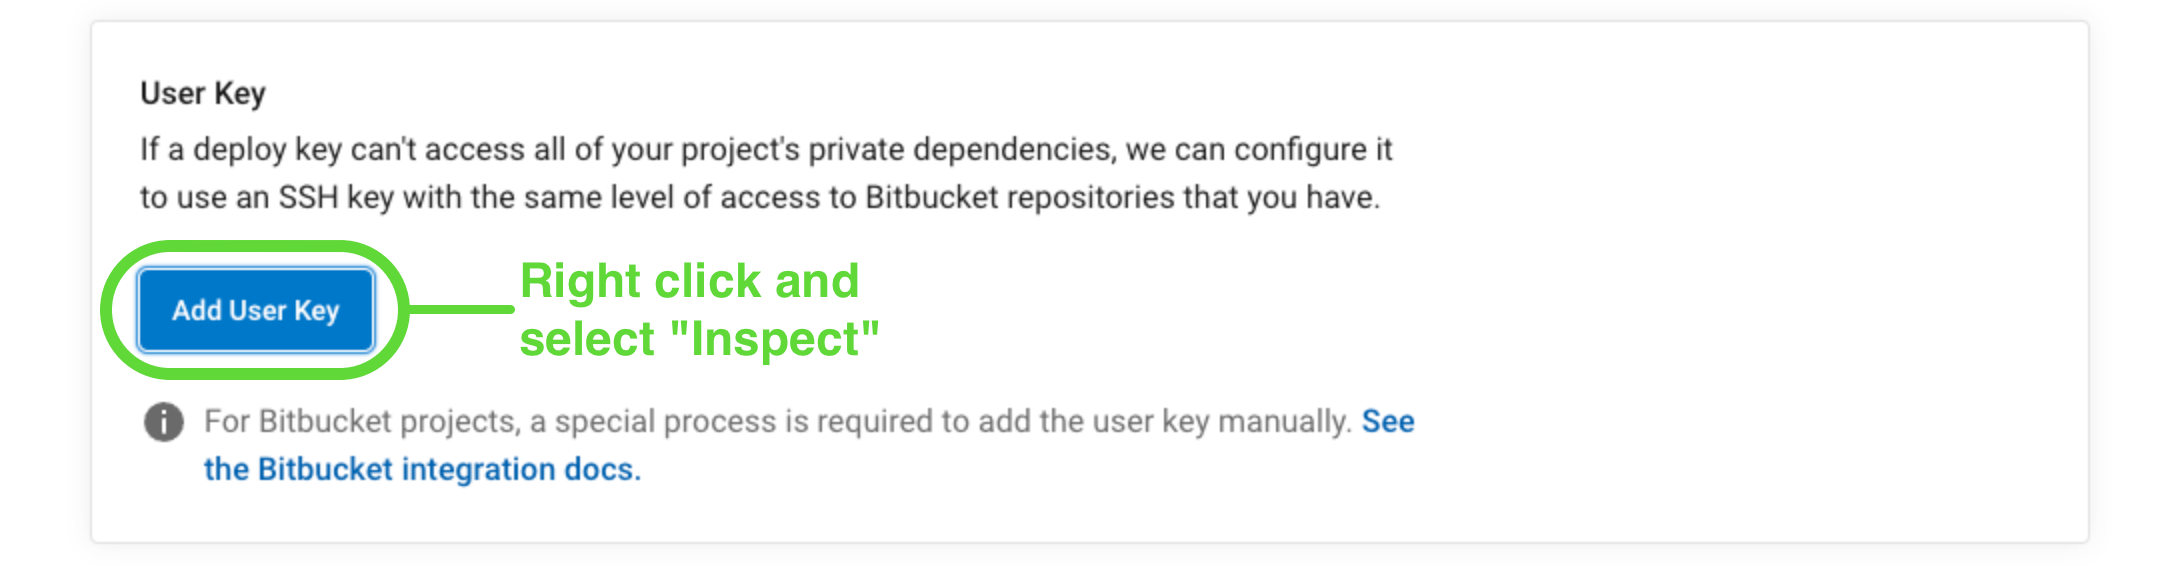 User Key
If a deploy key can't access all of your project's private dependencies, we can configure it
to use an SSH key with the same level of access to Bitbucket repositories that you have.
Add User Key
Right click and
select "Inspect"
For Bitbucket projects, a special process is required to add the user key manually. See
the Bitbucket integration docs.